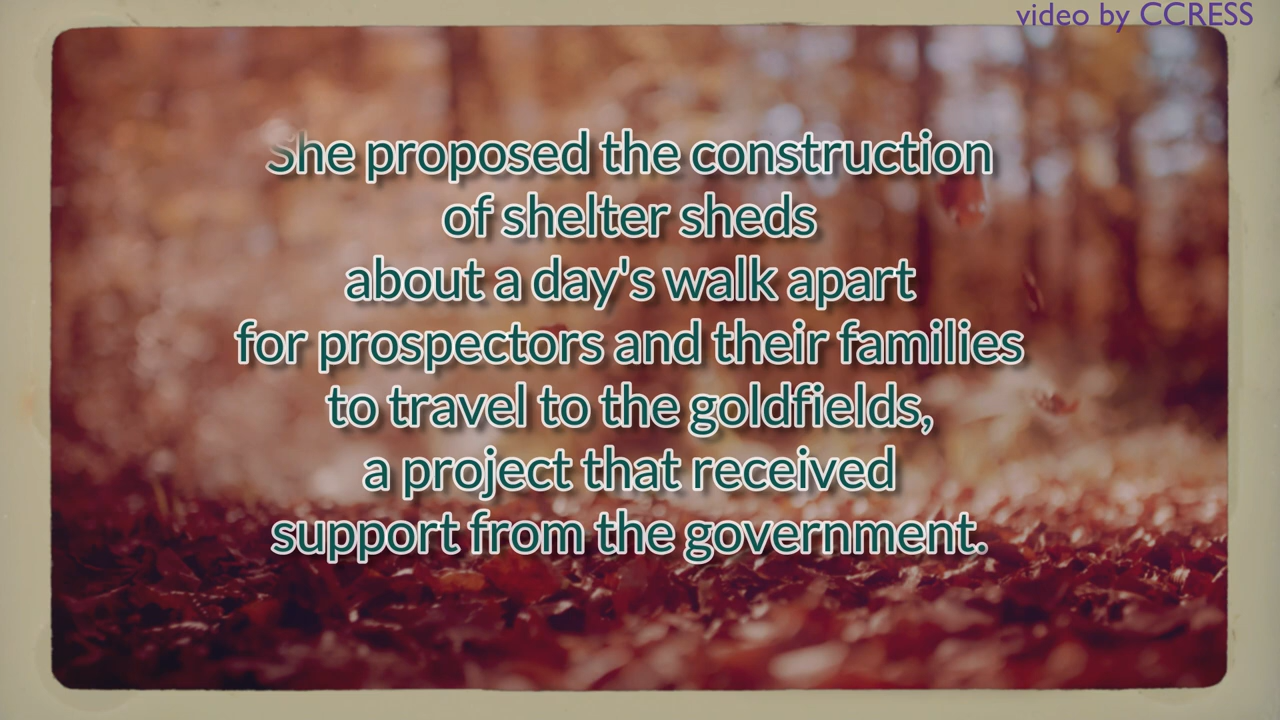 video by CCRESS
She proposed the construction
of shelter sheds
about a day's walk apart
for prospectors and their families
to travel to the goldfields,
a project that received
support from the government.